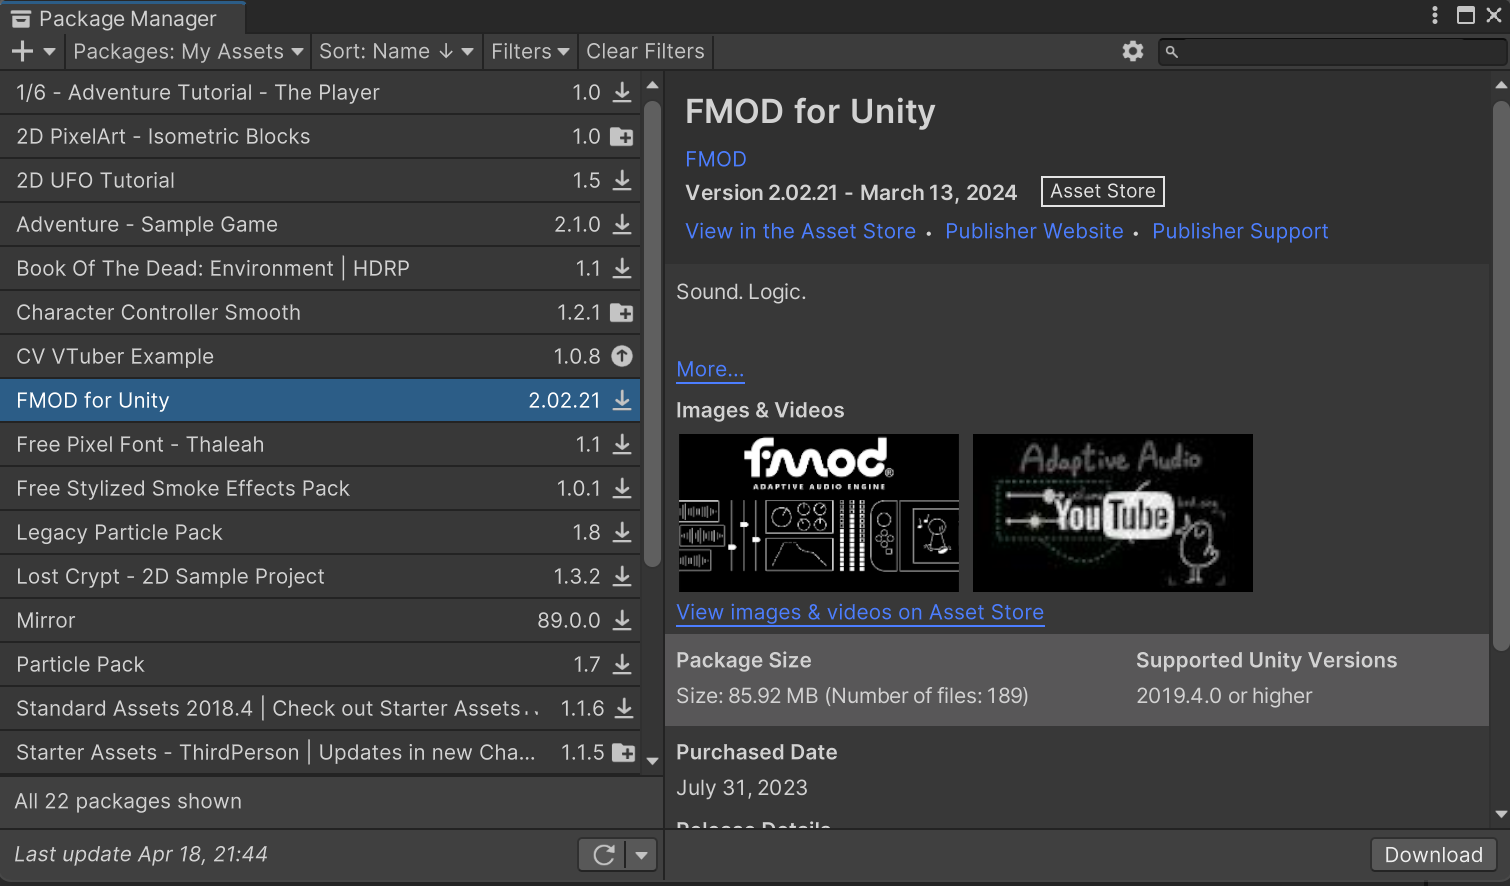 Package Manager
Packages: My Assets
Sort: Name ↓
Filters
Clear Filters
1/6 - Adventure Tutorial - The Player 1.0
2D PixelArt - Isometric Blocks 1.0
2D UFO Tutorial 1.5
Adventure - Sample Game 2.1.0
Book Of The Dead: Environment | HDRP 1.1
Character Controller Smooth 1.2.1
CV VTuber Example 1.0.8
FMOD for Unity 2.02.21
Free Pixel Font - Thaleah 1.1
Free Stylized Smoke Effects Pack 1.0.1
Legacy Particle Pack 1.8
Lost Crypt - 2D Sample Project 1.3.2
Mirror 89.0.0
Particle Pack 1.7
Standard Assets 2018.4 | Check out Starter Assets.. 1.1.6
Starter Assets - ThirdPerson | Updates in new Cha... 1.1.5
All 22 packages shown
Last update Apr 18, 21:44
FMOD for Unity
FMOD
Version 2.02.21 - March 13, 2024 Asset Store
View in the Asset Store • Publisher Website • Publisher Support
Sound. Logic.
More...
Images & Videos
fmod®
ADAPTIVE AUDIO ENGINE
Adaptive Audio
YouTube
View images & videos on Asset Store
Package Size
Size: 85.92 MB (Number of files: 189)
Supported Unity Versions
2019.4.0 or higher
Purchased Date
July 31, 2023
Release Details
Download